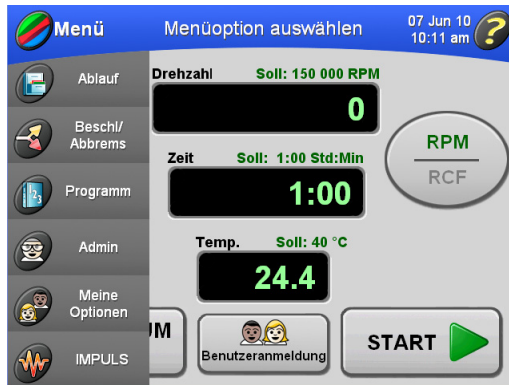 Menü
Menüoption auswählen
07 Jun 10
10:11 am
?
Ablauf
Beschl/
Abbrems
Programm
123
Admin
Meine
Optionen
IMPULS
Drehzahl Soll: 150 000 RPM
0
Zeit Soll: 1:00 Std:Min
1:00
Temp. Soll: 40 °C
24.4
RPM
RCF
UM
Benutzeranmeldung
START